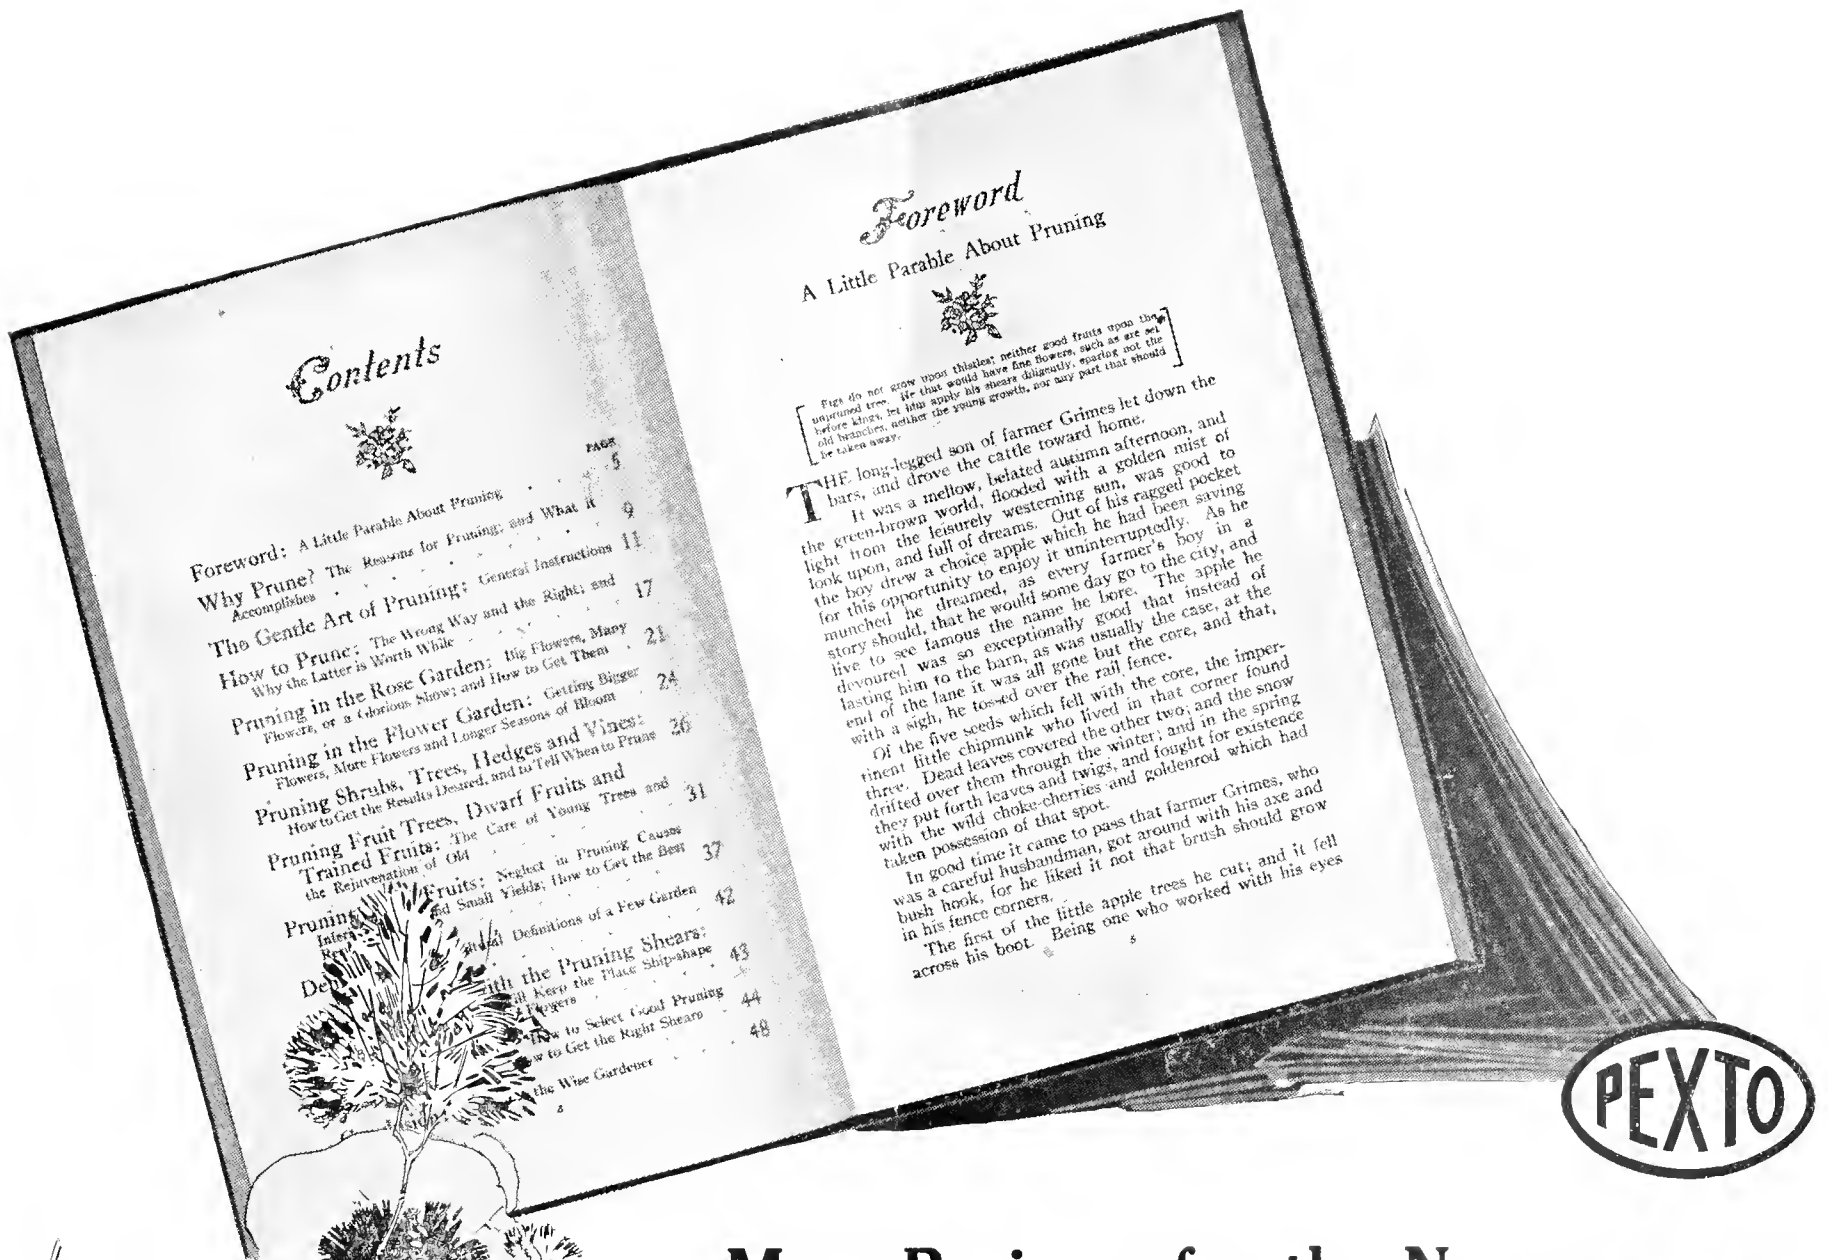 Contents
PAGE
Foreword: A Little Parable About Pruning 5
Why Prune? The Reasons for Pruning; and What it
Accomplishes 9
The Gentle Art of Pruning: General Instructions 11
How to Prune: The Wrong Way and the Right; and
Why the Latter is Worth While 17
Pruning in the Rose Garden: Big Flowers, Many
Flowers, or a Glorious Show; and How to Get Them 21
Pruning in the Flower Garden: Getting Bigger
Flowers, More Flowers and Longer Seasons of Bloom 24
Pruning Shrubs, Trees, Hedges and Vines:
How to Get the Results Desired, and to Tell When to Prune 26
Pruning Fruit Trees, Dwarf Fruits and
Trained Fruits: The Care of Young Trees and
the Rejuvenation of Old 31
Pruning Fruits: Neglect in Pruning Causes
and Small Yields; How to Get the Best 37
Definitions of a Few Garden 42
with the Pruning Shears:
Keep the Place Ship-shape
Fingers 43
How to Select Good Pruning
to Get the Right Shears 44
the Wise Gardener 48
Foreword
A Little Parable About Pruning
Figs do not grow upon thistles; neither good fruits upon the
unpruned tree. He that would have fine flowers, such as are set
before kings, let him apply his shears diligently, sparing not the
old branches, neither the young growth, nor any part that should
be taken away.
THE long-legged son of farmer Grimes let down the
bars, and drove the cattle toward home.
It was a mellow, belated autumn afternoon, and
the green-brown world, flooded with a golden mist of
light from the leisurely westerning sun, was good to
look upon, and full of dreams. Out of his ragged pocket
the boy drew a choice apple which he had been saving
for this opportunity to enjoy it uninterruptedly. As he
munched he dreamed, as every farmer's boy in a
story should, that he would some day go to the city, and
live to see famous the name he bore. The apple he
devoured was so exceptionally good that instead of
lasting him to the barn, as was usually the case, at the
end of the lane it was all gone but the core, and that,
with a sigh, he tossed over the rail fence.
Of the five seeds which fell with the core, the imper-
tinent little chipmunk who lived in that corner found
three. Dead leaves covered the other two; and the snow
drifted over them through the winter; and in the spring
they put forth leaves and twigs, and fought for existence
with the wild choke-cherries and goldenrod which had
taken possession of that spot.
In good time it came to pass that farmer Grimes, who
was a careful husbandman, got around with his axe and
bush hook, for he liked it not that brush should grow
in his fence corners.
The first of the little apple trees he cut; and it fell
across his boot. Being one who worked with his eyes
5
PEXTO